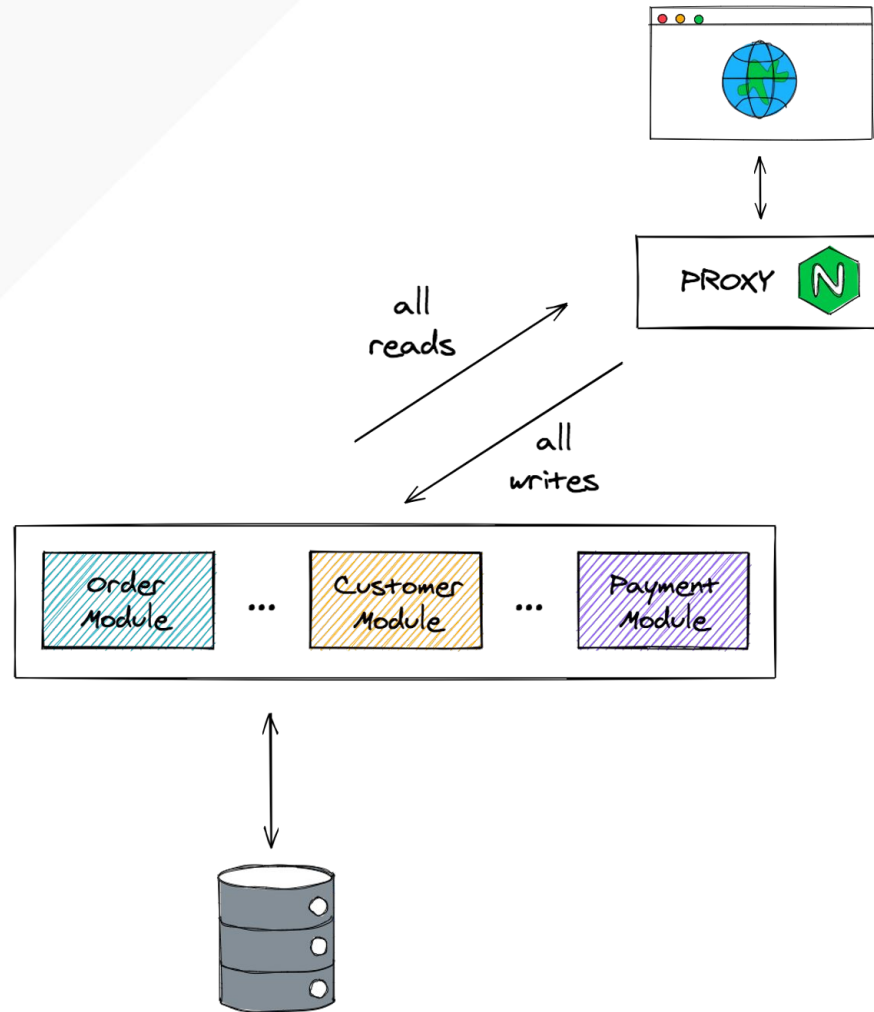 PROXY
N
all
reads
all
writes
Order
Module
...
Customer
Module
...
Payment
Module